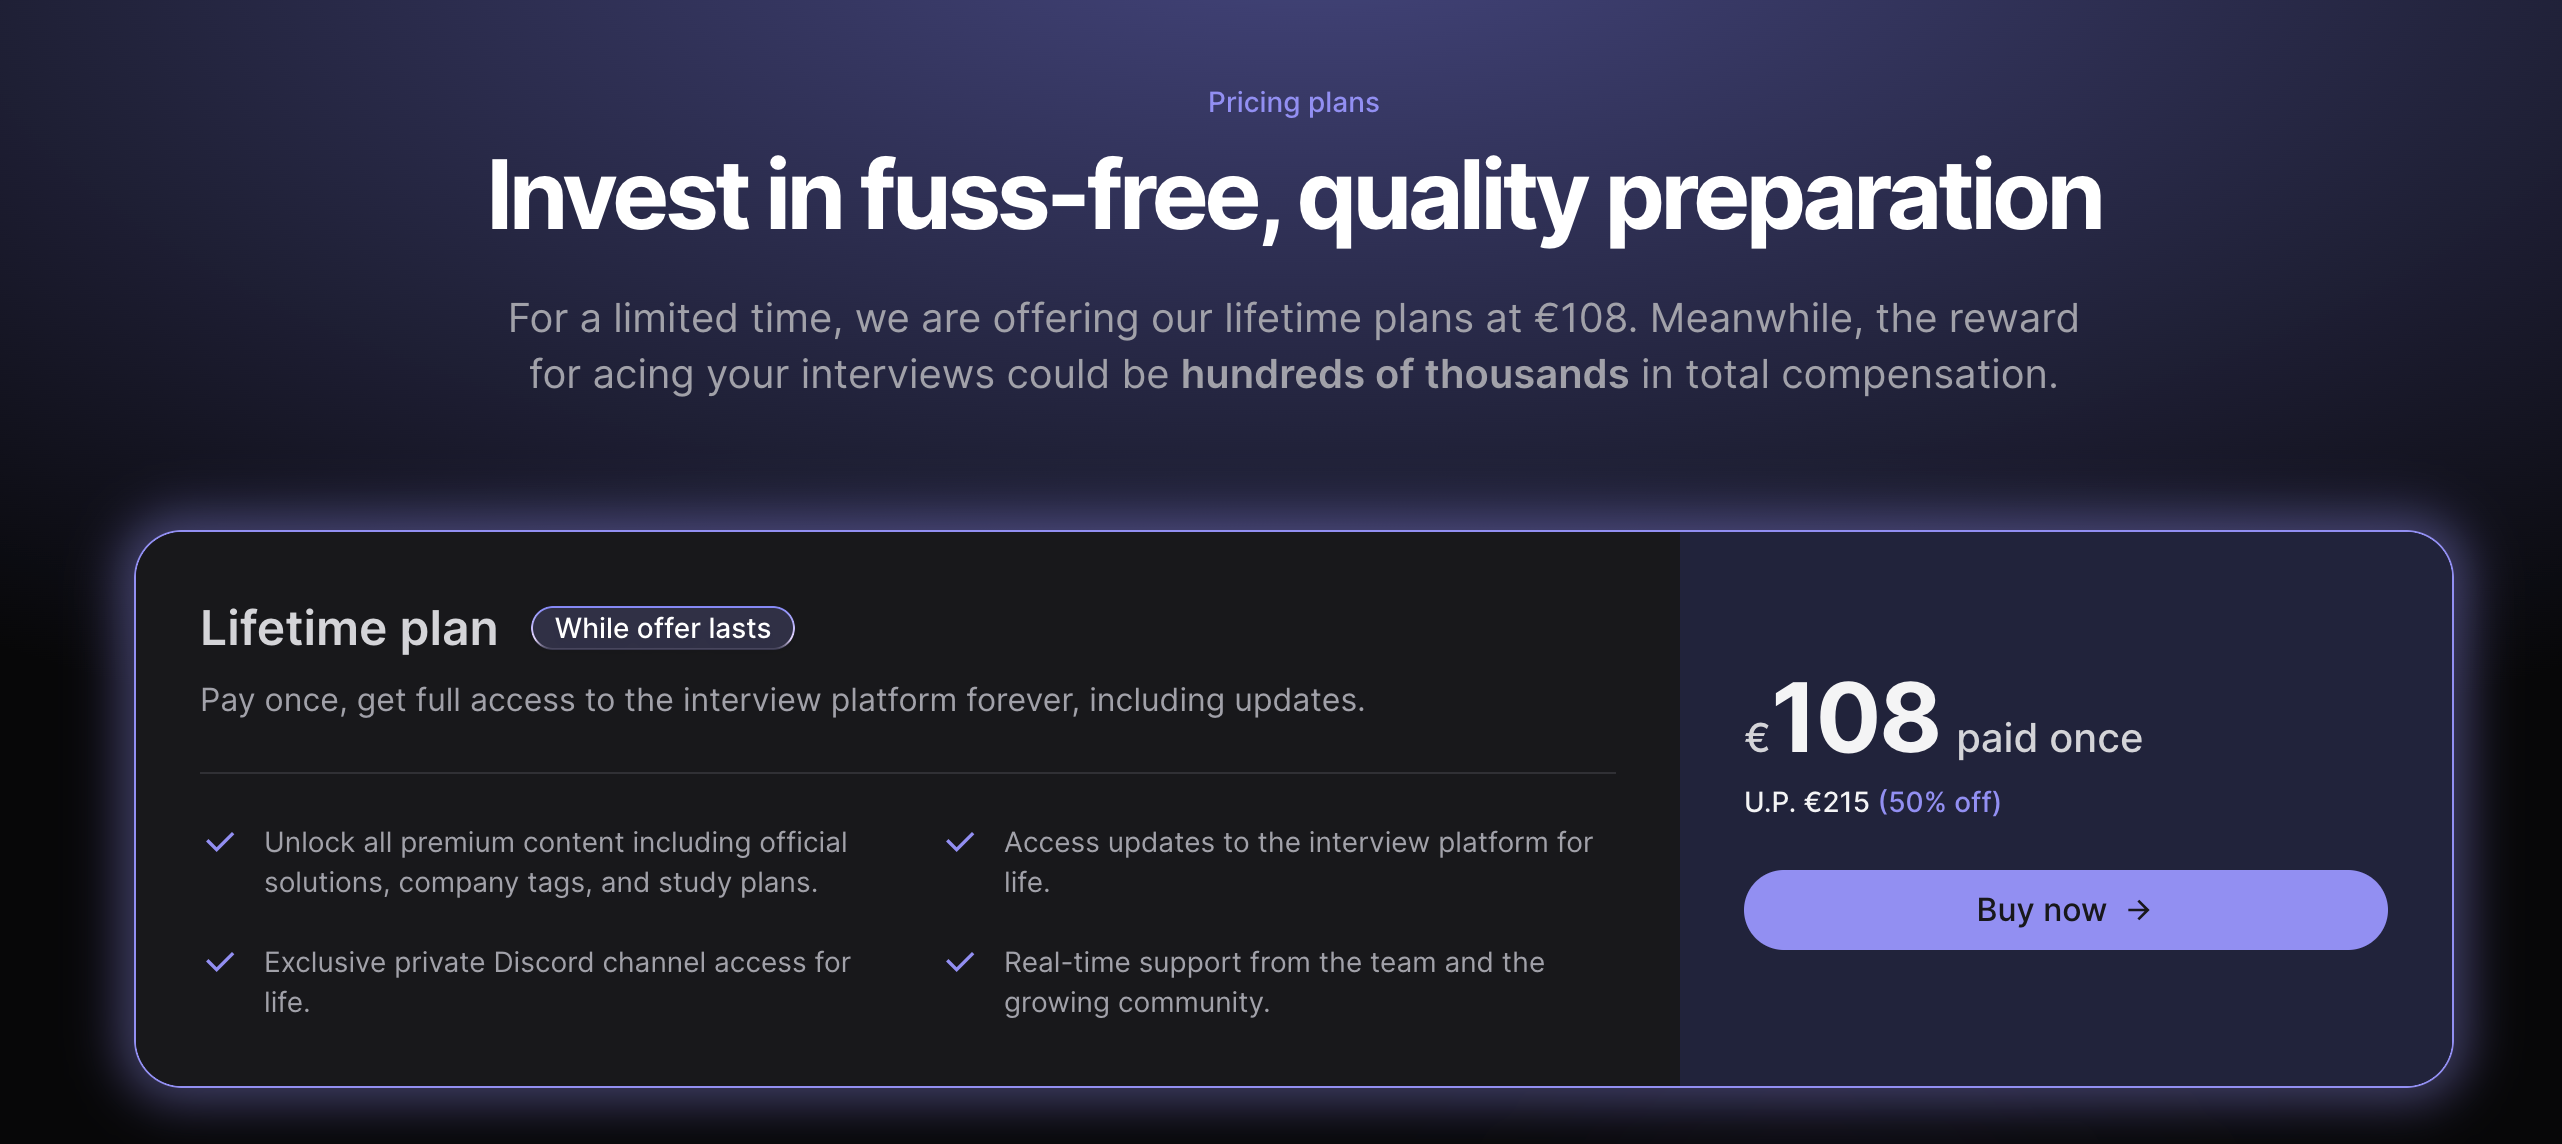 Pricing plans
Invest in fuss-free, quality preparation
For a limited time, we are offering our lifetime plans at €108. Meanwhile, the reward
for acing your interviews could be hundreds of thousands in total compensation.
Lifetime plan
While offer lasts
Pay once, get full access to the interview platform forever, including updates.
Unlock all premium content including official
solutions, company tags, and study plans.
Access updates to the interview platform for
life.
Exclusive private Discord channel access for
life.
Real-time support from the team and the
growing community.
€108 paid once
U.P. €215 (50% off)
Buy now →